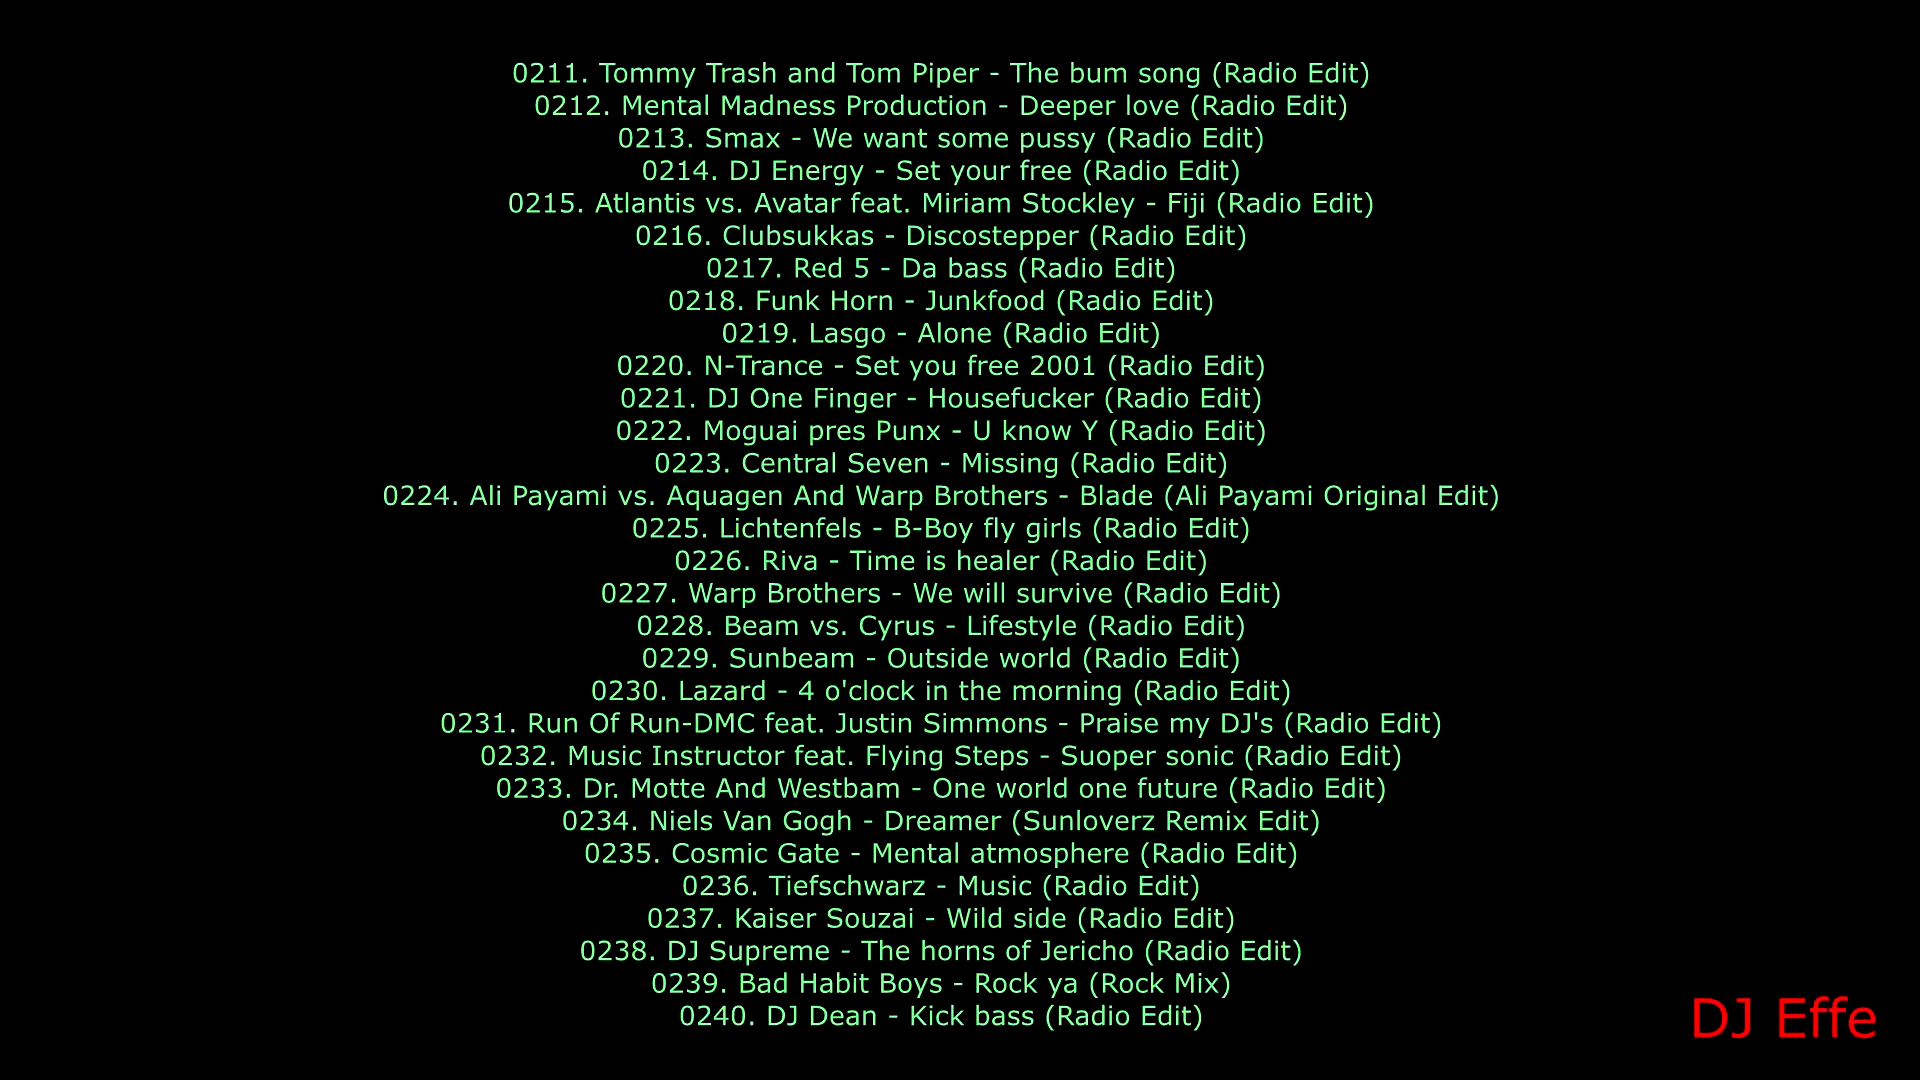 0211. Tommy Trash and Tom Piper - The bum song (Radio Edit)
0212. Mental Madness Production - Deeper love (Radio Edit)
0213. Smax - We want some pussy (Radio Edit)
0214. DJ Energy - Set your free (Radio Edit)
0215. Atlantis vs. Avatar feat. Miriam Stockley - Fiji (Radio Edit)
0216. Clubsukkas - Discostepper (Radio Edit)
0217. Red 5 - Da bass (Radio Edit)
0218. Funk Horn - Junkfood (Radio Edit)
0219. Lasgo - Alone (Radio Edit)
0220. N-Trance - Set you free 2001 (Radio Edit)
0221. DJ One Finger - Housefucker (Radio Edit)
0222. Moguai pres Punx - U know Y (Radio Edit)
0223. Central Seven - Missing (Radio Edit)
0224. Ali Payami vs. Aquagen And Warp Brothers - Blade (Ali Payami Original Edit)
0225. Lichtenfels - B-Boy fly girls (Radio Edit)
0226. Riva - Time is healer (Radio Edit)
0227. Warp Brothers - We will survive (Radio Edit)
0228. Beam vs. Cyrus - Lifestyle (Radio Edit)
0229. Sunbeam - Outside world (Radio Edit)
0230. Lazard - 4 o'clock in the morning (Radio Edit)
0231. Run Of Run-DMC feat. Justin Simmons - Praise my DJ's (Radio Edit)
0232. Music Instructor feat. Flying Steps - Suoper sonic (Radio Edit)
0233. Dr. Motte And Westbam - One world one future (Radio Edit)
0234. Niels Van Gogh - Dreamer (Sunloverz Remix Edit)
0235. Cosmic Gate - Mental atmosphere (Radio Edit)
0236. Tiefschwarz - Music (Radio Edit)
0237. Kaiser Souzai - Wild side (Radio Edit)
0238. DJ Supreme - The horns of Jericho (Radio Edit)
0239. Bad Habit Boys - Rock ya (Rock Mix)
0240. DJ Dean - Kick bass (Radio Edit)
DJ Effe